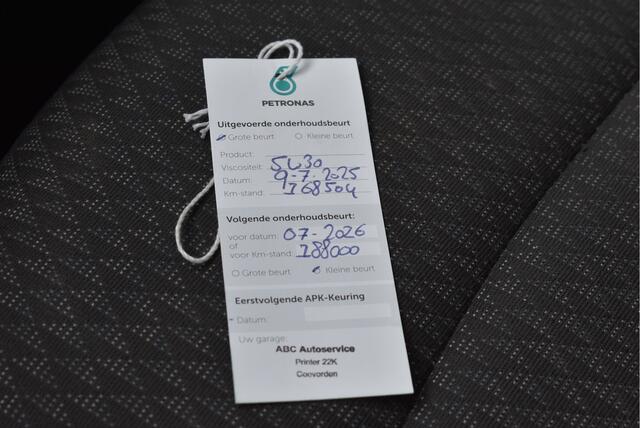 PETRONAS
Uitgevoerde onderhoudsbeurt
Grote beurt Kleine beurt
Product:
Viscositeit: 5W30
Datum: 9-7-2025
Km-stand: 168504
Volgende onderhoudsbeurt:
voor datum: 07-2026
of
voor Km-stand: 188000
Grote beurt Kleine beurt
Eerstvolgende APK-Keuring
Datum:
Uw garage:
ABC Autoservice
Printer 22K
Coevorden